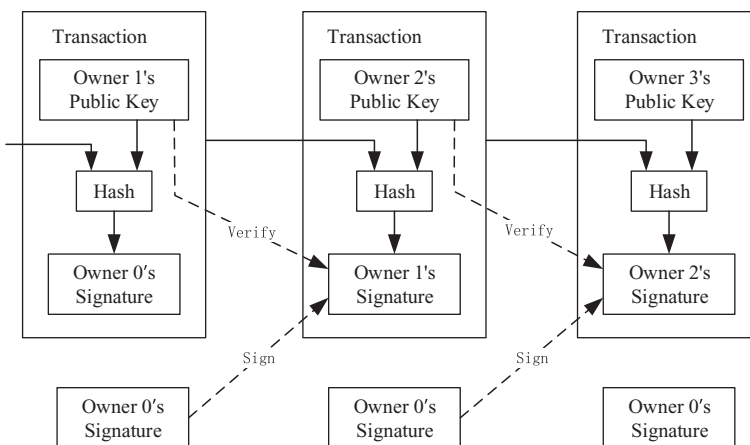 Transaction
Owner 1's
Public Key
Hash
Owner 0's
Signature
Verify
Transaction
Owner 2's
Public Key
Hash
Owner 1's
Signature
Verify
Transaction
Owner 3's
Public Key
Hash
Owner 2's
Signature
Sign
Sign
Owner 0's
Signature
Owner 0's
Signature
Owner 0's
Signature